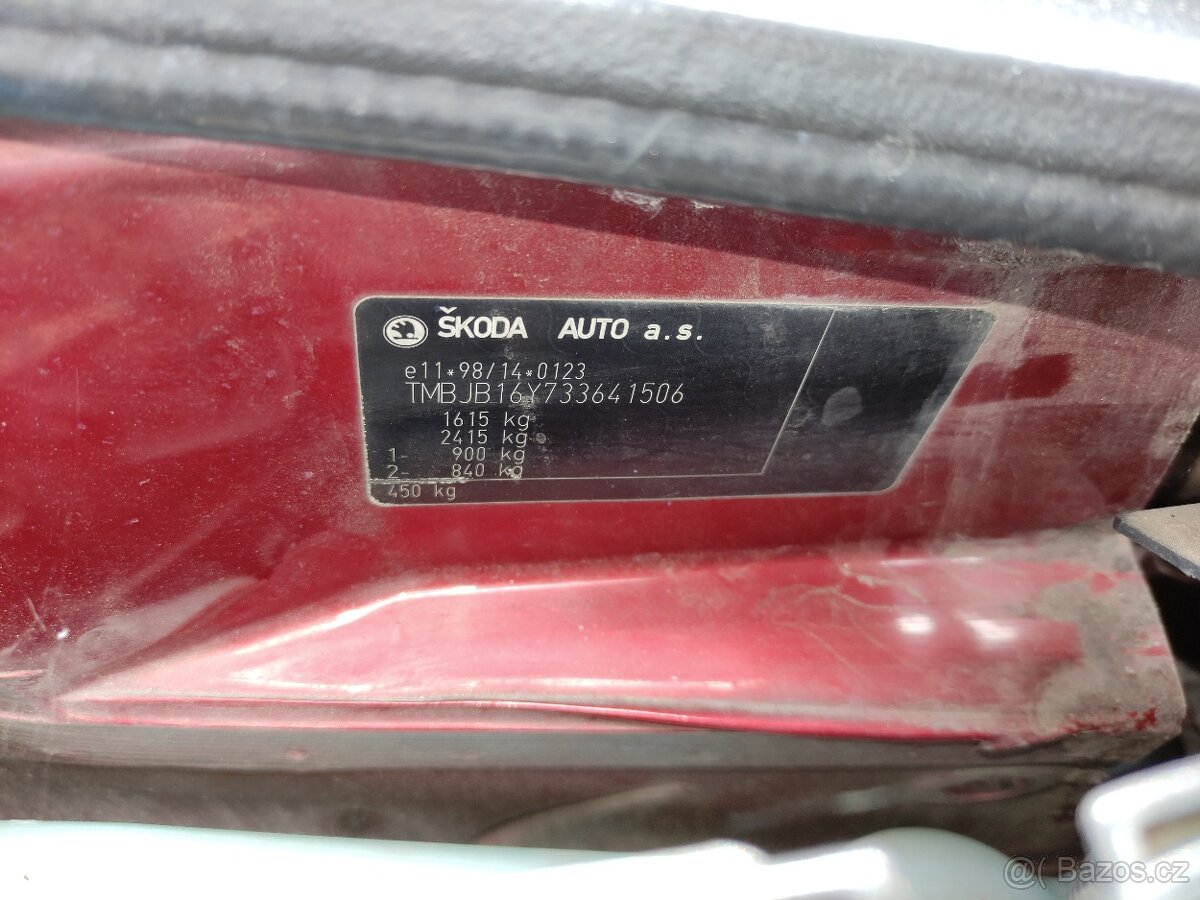 ŠKODA AUTO a.s.
e11*98/14*0123
TMBJB16Y733641506
1615 kg
2415 kg
1- 900 kg
2- 840 kg
450 kg
@( Bazos.cz